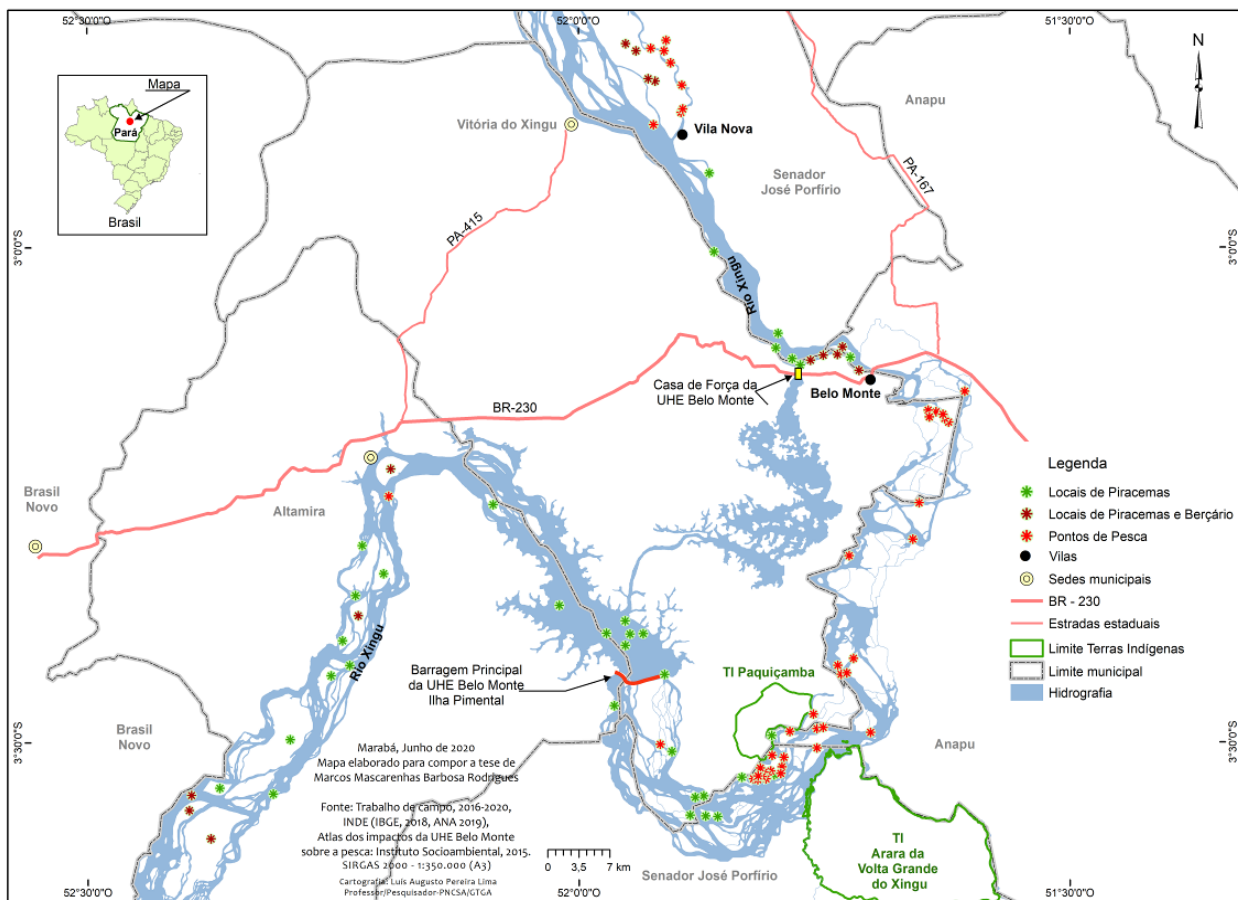 52°30'0"O
52°0'0"O
51°30'0"O
Mapa
Pará
Brasil
N
Anapu
Vitória do Xingu
Vila Nova
Senador
José Porfírio
PA-167
PA-415
3°0'0"S
3°0'0"S
Rio Xingu
Casa de Força da
UHE Belo Monte
Belo Monte
BR-230
Brasil
Novo
Altamira
Legenda
Locais de Piracemas
Locais de Piracemas e Berçário
Pontos de Pesca
Vilas
Sedes municipais
BR - 230
Estradas estaduais
Limite Terras Indígenas
Limite municipal
Hidrografia
Rio Xingu
Barragem Principal
da UHE Belo Monte
Ilha Pimental
TI Paquiçamba
Brasil
Novo
Anapu
3°30'0"S
3°30'0"S
Marabá, Junho de 2020
Mapa elaborado para compor a tese de
Marcos Mascarenhas Barbosa Rodrigues
Fonte: Trabalho de campo, 2016-2020,
INDE (IBGE, 2018, ANA 2019),
Atlas dos impactos da UHE Belo Monte
sobre a pesca: Instituto Socioambiental, 2015.
SIRGAS 2000 - 1:350.000 (A3)
Cartografia: Luis Augusto Pereira Lima
Professor/Pesquisador-PNCSA/GTGA
0 3,5 7 km
Senador José Porfírio
TI
Arara da
Volta Grande
do Xingu
52°30'0"O
52°0'0"O
51°30'0"O